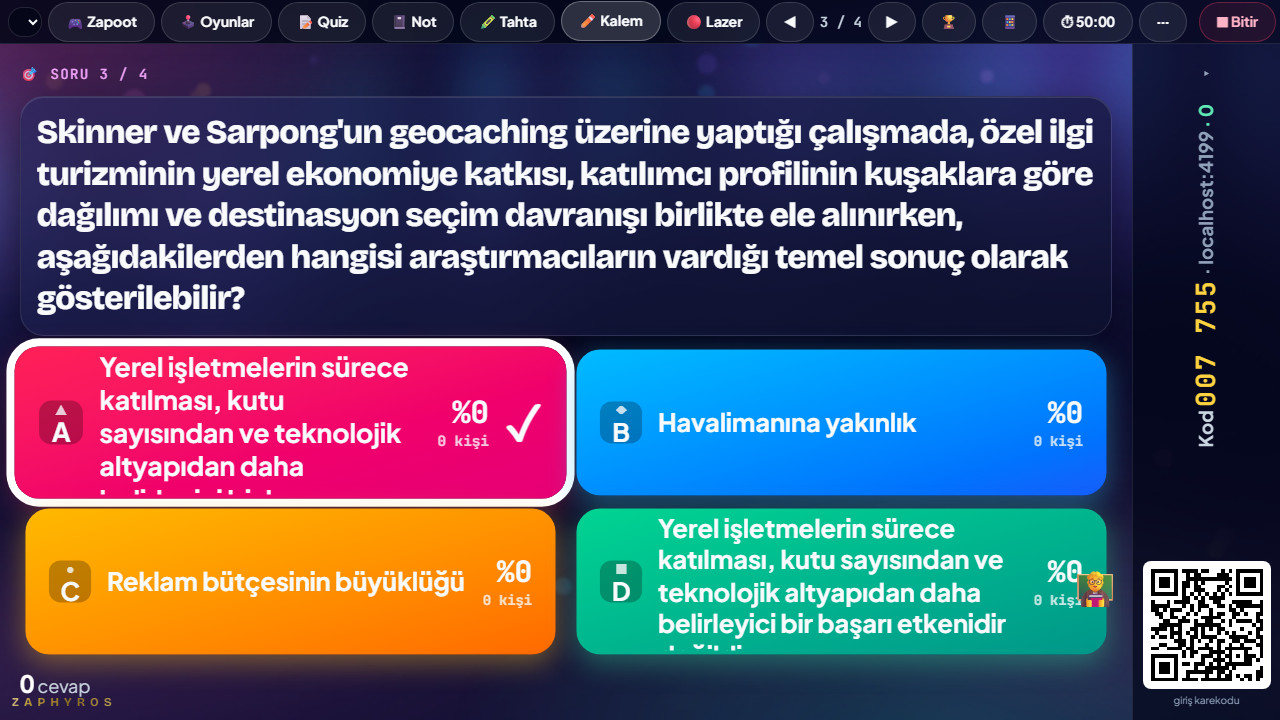 Zapoot
Oyunlar
Quiz
Not
Tahta
Kalem
Lazer
3 / 4
50:00
---
Bitir
SORU 3 / 4
Skinner ve Sarpong'un geocaching üzerine yaptığı çalışmada, özel ilgi
turizminin yerel ekonomiye katkısı, katılımcı profilinin kuşaklara göre
dağılımı ve destinasyon seçim davranışı birlikte ele alınırken,
aşağıdakilerden hangisi araştırmacıların vardığı temel sonuç olarak
gösterilebilir?
A
Yerel işletmelerin sürece
katılması, kutu
sayısından ve teknolojik
altyapıdan daha
%0
0 kişi
B
Havalimanına yakınlık
%0
0 kişi
C
Reklam bütçesinin büyüklüğü
%0
0 kişi
D
Yerel işletmelerin sürece
katılması, kutu sayısından ve
teknolojik altyapıdan daha
belirleyici bir başarı etkenidir
%0
0 kişi
0 cevap
ZAPHYROS
Kod 007 755 · localhost:4199 · 0
giriş karekodu